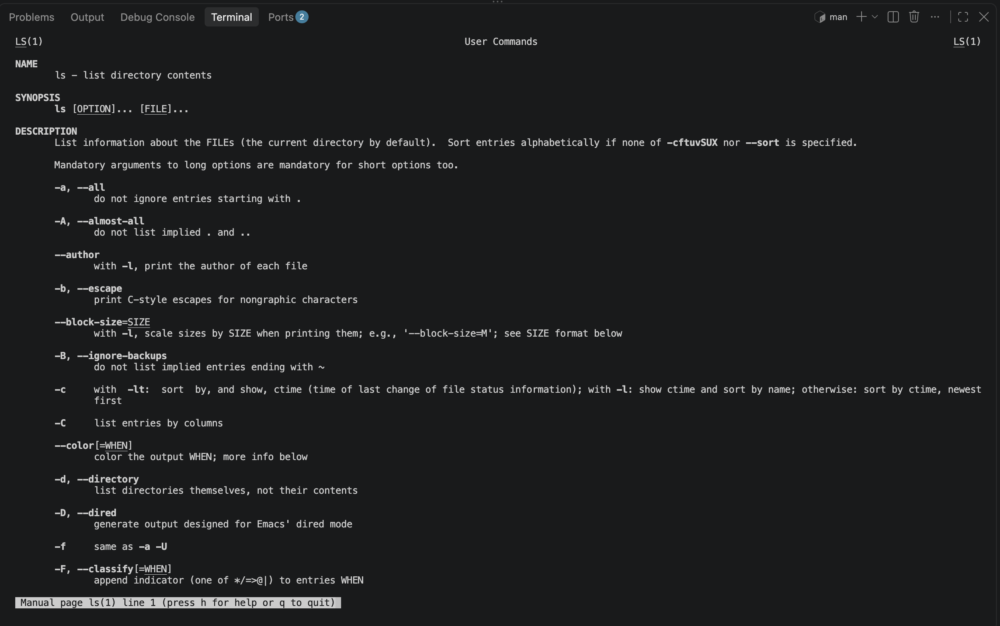 Problems Output Debug Console Terminal Ports 2 man
LS(1) User Commands LS(1)
NAME
ls - list directory contents
SYNOPSIS
ls [OPTION]... [FILE]...
DESCRIPTION
List information about the FILEs (the current directory by default).  Sort entries alphabetically if none of -cftuvSUX nor --sort is specified.
Mandatory arguments to long options are mandatory for short options too.
-a, --all
do not ignore entries starting with .
-A, --almost-all
do not list implied . and ..
--author
with -l, print the author of each file
-b, --escape
print C-style escapes for nongraphic characters
--block-size=SIZE
with -l, scale sizes by SIZE when printing them; e.g., '--block-size=M'; see SIZE format below
-B, --ignore-backups
do not list implied entries ending with ~
-c     with  -lt:  sort  by, and show, ctime (time of last change of file status information); with -l: show ctime and sort by name; otherwise: sort by ctime, newest
first
-C     list entries by columns
--color[=WHEN]
color the output WHEN; more info below
-d, --directory
list directories themselves, not their contents
-D, --dired
generate output designed for Emacs' dired mode
-f     same as -a -U
-F, --classify[=WHEN]
append indicator (one of */=>@|) to entries WHEN
Manual page ls(1) line 1 (press h for help or q to quit)